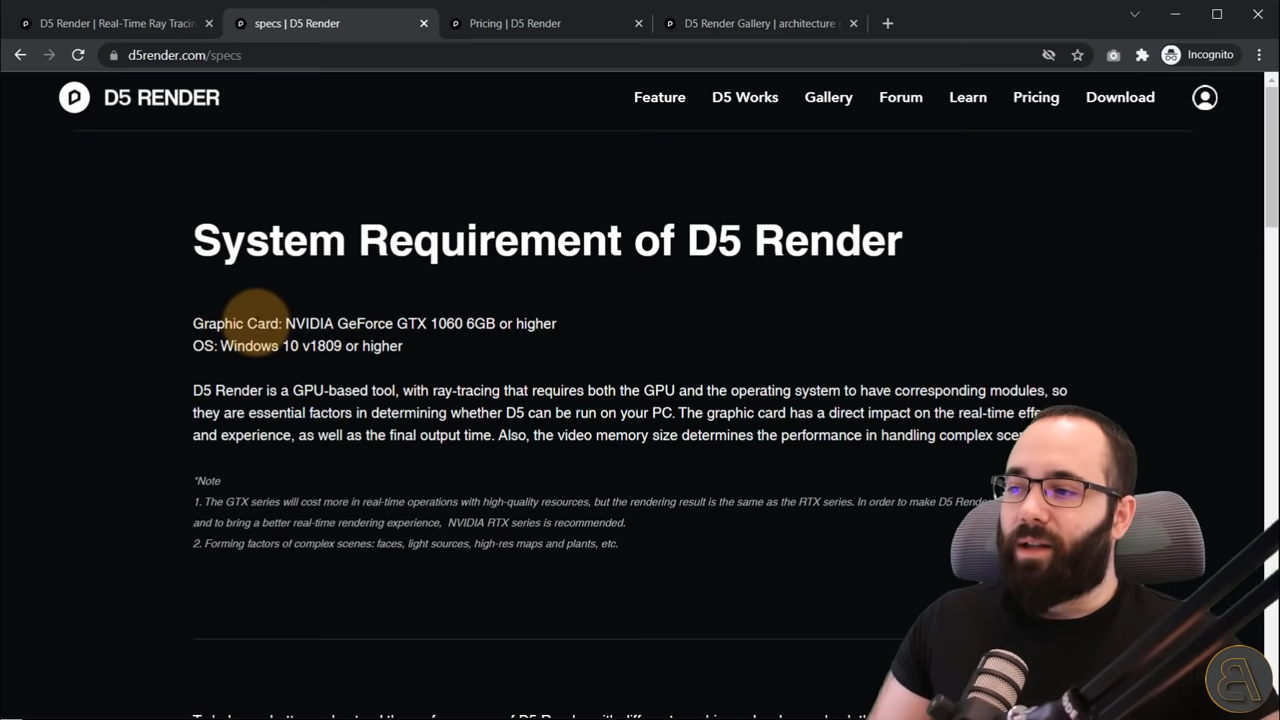 D5 Render | Real-Time Ray Tracin
specs | D5 Render
Pricing | D5 Render
D5 Render Gallery | architecture
d5render.com/specs
Incognito
D5 RENDER
Feature
D5 Works
Gallery
Forum
Learn
Pricing
Download
System Requirement of D5 Render
Graphic Card: NVIDIA GeForce GTX 1060 6GB or higher
OS: Windows 10 v1809 or higher
D5 Render is a GPU-based tool, with ray-tracing that requires both the GPU and the operating system to have corresponding modules, so
they are essential factors in determining whether D5 can be run on your PC. The graphic card has a direct impact on the real-time effe
and experience, as well as the final output time. Also, the video memory size determines the performance in handling complex sce
*Note
1. The GTX series will cost more in real-time operations with high-quality resources, but the rendering result is the same as the RTX series. In order to make D5 Render
and to bring a better real-time rendering experience, NVIDIA RTX series is recommended.
2. Forming factors of complex scenes: faces, light sources, high-res maps and plants, etc.